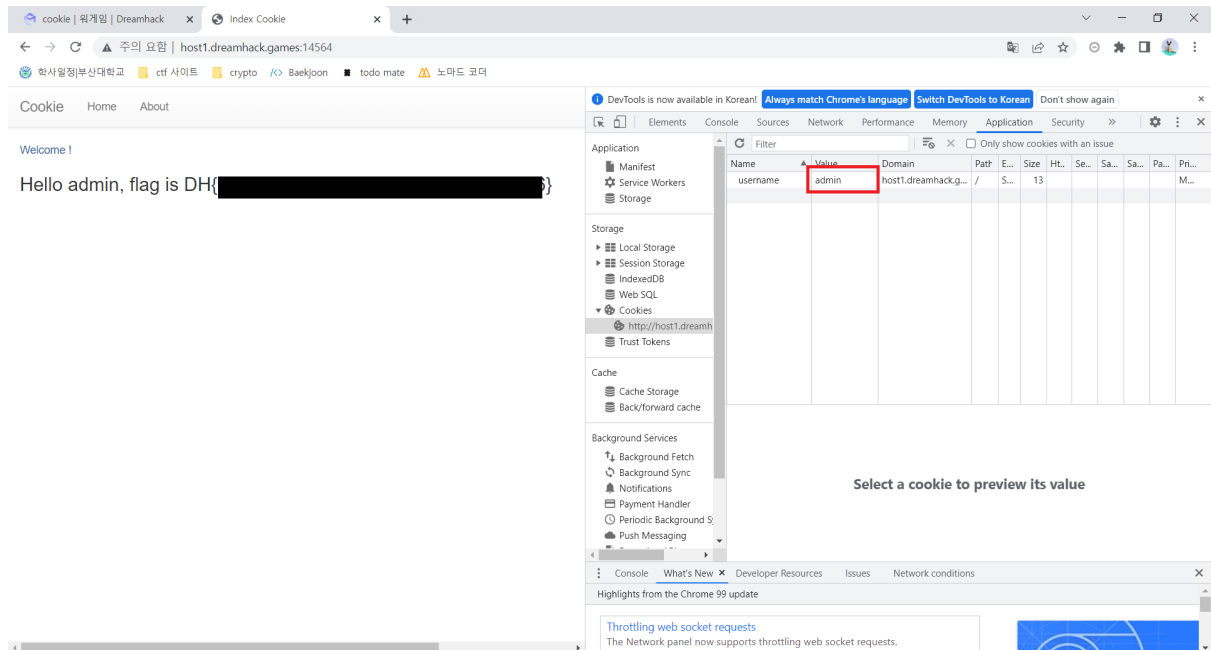 cookie | 워게임 | Dreamhack
Index Cookie
주의 요함 | host1.dreamhack.games:14564
학사일정|부산대학교 ctf 사이트 crypto Baekjoon todo mate 노마드 코더
Cookie Home About
Welcome !
Hello admin, flag is DH{ }
DevTools is now available in Korean! Always match Chrome's language Switch DevTools to Korean Don't show again
Elements Console Sources Network Performance Memory Application Security
Application
Manifest
Service Workers
Storage
Storage
Local Storage
Session Storage
IndexedDB
Web SQL
Cookies
http://host1.dreamh
Trust Tokens
Cache
Cache Storage
Back/forward cache
Background Services
Background Fetch
Background Sync
Notifications
Payment Handler
Periodic Background S
Push Messaging
Filter Only show cookies with an issue
Name Value Domain Path E... Size Ht... Se... Sa... Sa... Pa... Pri...
username admin host1.dreamhack.g... / S... 13 M...
Select a cookie to preview its value
Console What's New Developer Resources Issues Network conditions
Highlights from the Chrome 99 update
Throttling web socket requests
The Network panel now supports throttling web socket requests.